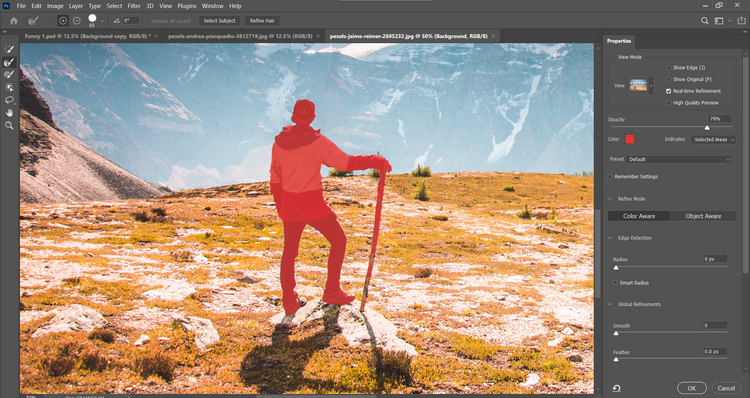 Ps File Edit Image Layer Type Select Filter 3D View Plugins Window Help
80 0° Sample All Layers Select Subject Refine Hair
Funny 1.psd @ 12.5% (Background copy, RGB/8) * × pexels-andrea-piacquadio-3812719.jpg @ 12.5% (RGB/8) × pexels-jaime-reimer-2695232.jpg @ 50% (Background, RGB/8) ×
Properties
View Mode
Show Edge (J)
Show Original (P)
View
Real-time Refinement
High Quality Preview
Opacity 79%
Color Indicates Selected Areas
Preset Default
Remember Settings
Refine Mode
Color Aware Object Aware
Edge Detection
Radius 0 px
Smart Radius
Global Refinements
Smooth 0
Feather 0.0 px
OK Cancel